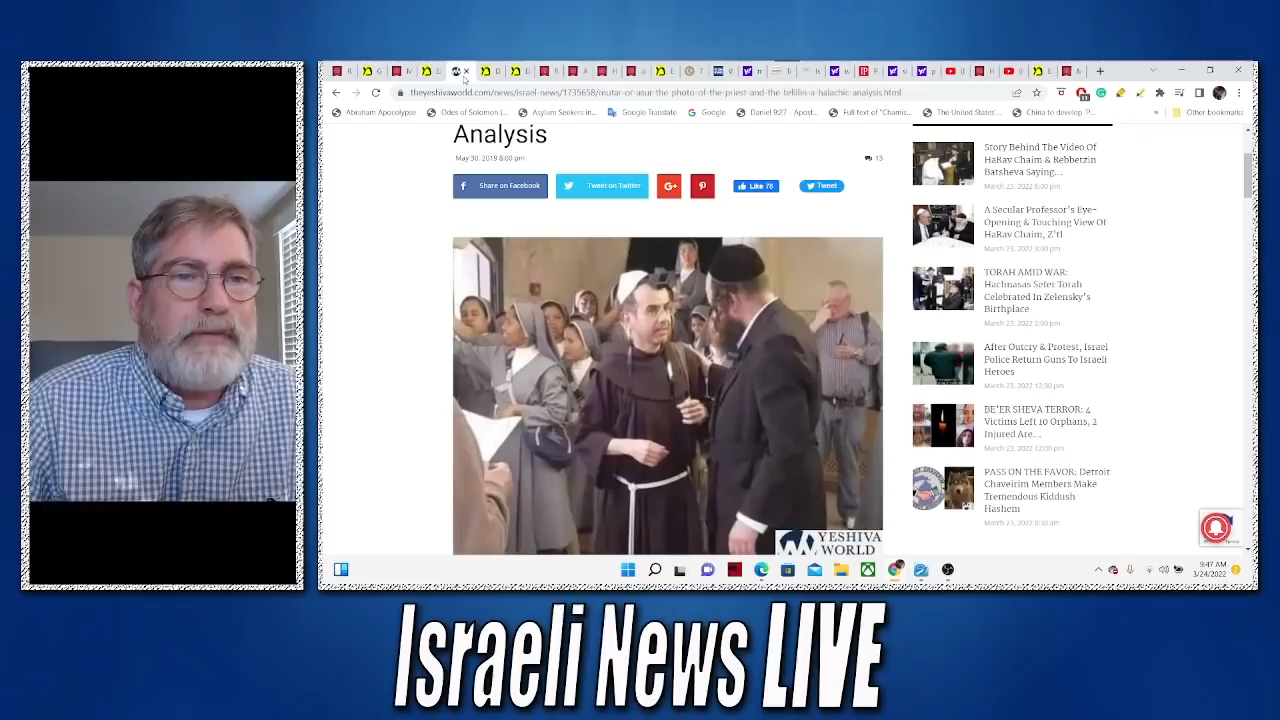 theyeshivaworld.com/news/israel-news/1735658/mutar-or-asur-the-photo-of-the-priest-and-the-tefillin-a-halachic-analysis.html
Abraham Apocalypse
Odes of Solomon |...
Asylum Seekers in...
Google Translate
Google
Daniel 9:27 Apost...
Full text of "Chamis...
The United States'...
China to develop 'P...
Other bookmarks
Analysis
May 30, 2019 8:00 pm
13
Share on Facebook
Tweet on Twitter
G+
Like 78
Tweet
YESHIVA
WORLD
Story Behind The Video Of
HaRav Chaim & Rebbetzin
Batsheva Saying...
March 23, 2022 6:00 pm
A Secular Professor's Eye-
Opening & Touching View Of
HaRav Chaim, Z'tl
March 23, 2022 3:00 pm
TORAH AMID WAR:
Hachnasas Sefer Torah
Celebrated In Zelensky's
Birthplace
March 23, 2022 2:00 pm
After Outcry & Protest, Israel
Police Return Guns To Israeli
Heroes
March 23, 2022 12:30 pm
BE'ER SHEVA TERROR: 4
Victims Left 10 Orphans, 2
Injured Are...
March 23, 2022 12:00 pm
PASS ON THE FAVOR: Detroit
Chaveirim Members Make
Tremendous Kiddush
Hashem
March 23, 2022 8:30 am
9:47 AM
3/24/2022
Israeli News LIVE